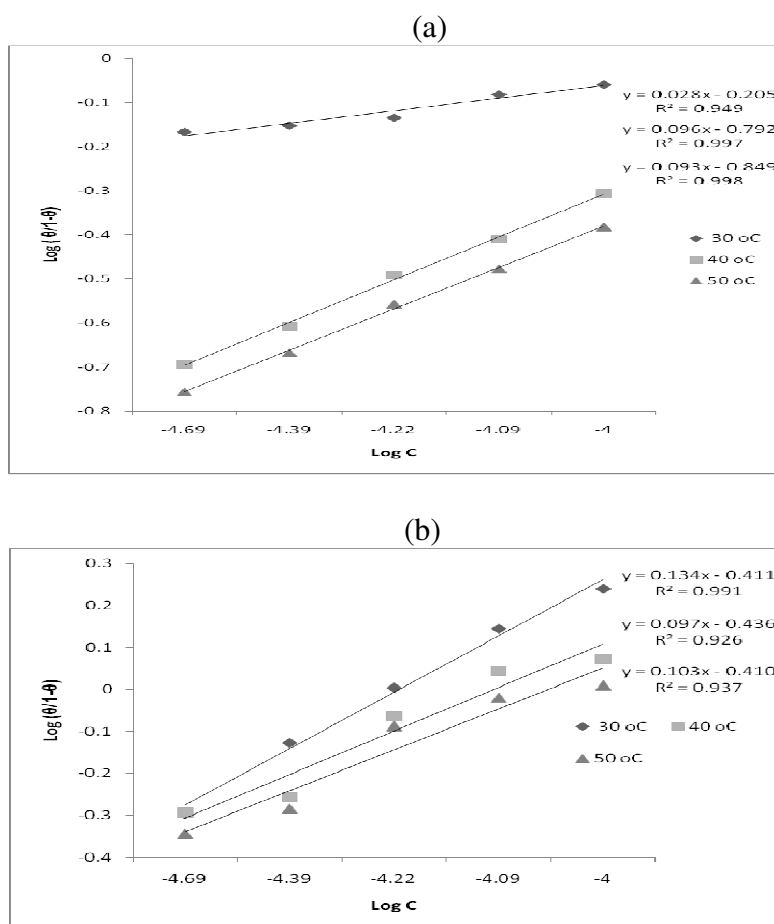 (a)
0
-0.1
-0.2
-0.3
-0.4
-0.5
-0.6
-0.7
-0.8
Log (θ/1-θ)
y = 0.028x - 0.205
R² = 0.949
y = 0.096x - 0.792
R² = 0.997
y = 0.093x - 0.849
R² = 0.998
30 oC
40 oC
50 oC
-4.69 -4.39 -4.22 -4.09 -4
Log C
(b)
0.3
0.2
0.1
0
-0.1
-0.2
-0.3
-0.4
Log (θ/1-θ)
y = 0.134x - 0.411
R² = 0.991
y = 0.097x - 0.436
R² = 0.926
y = 0.103x - 0.410
R² = 0.937
30 oC 40 oC
50 oC
-4.69 -4.39 -4.22 -4.09 -4
Log C